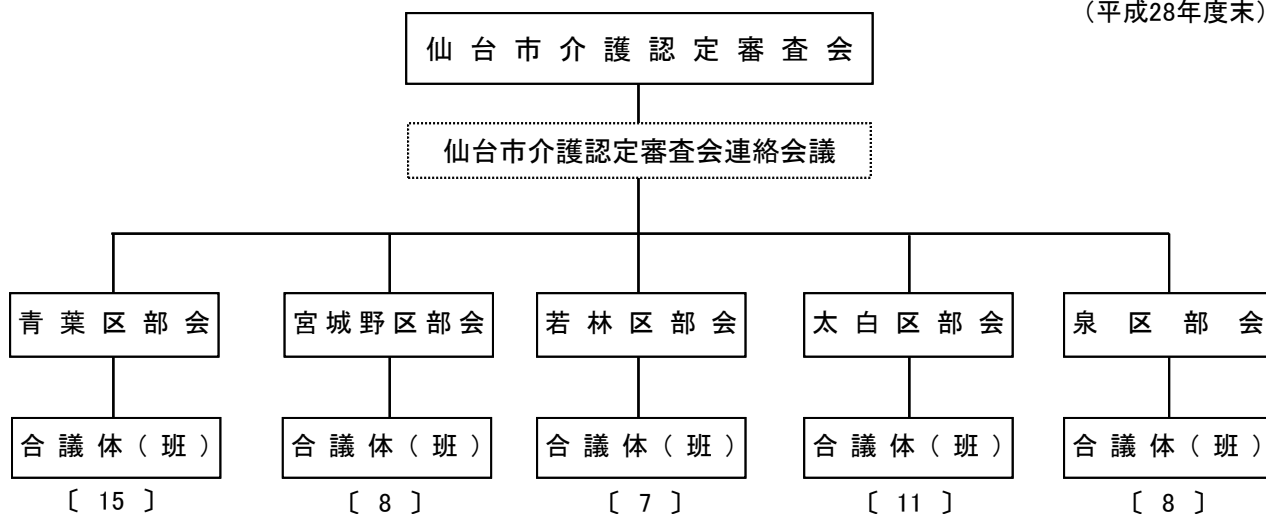 （平成28年度末）
仙台市介護認定審査会
仙台市介護認定審査会連絡会議
青葉区部会 宮城野区部会 若林区部会 太白区部会 泉区部会
合議体（班） 合議体（班） 合議体（班） 合議体（班） 合議体（班）
〔 15 〕 〔 8 〕 〔 7 〕 〔 11 〕 〔 8 〕